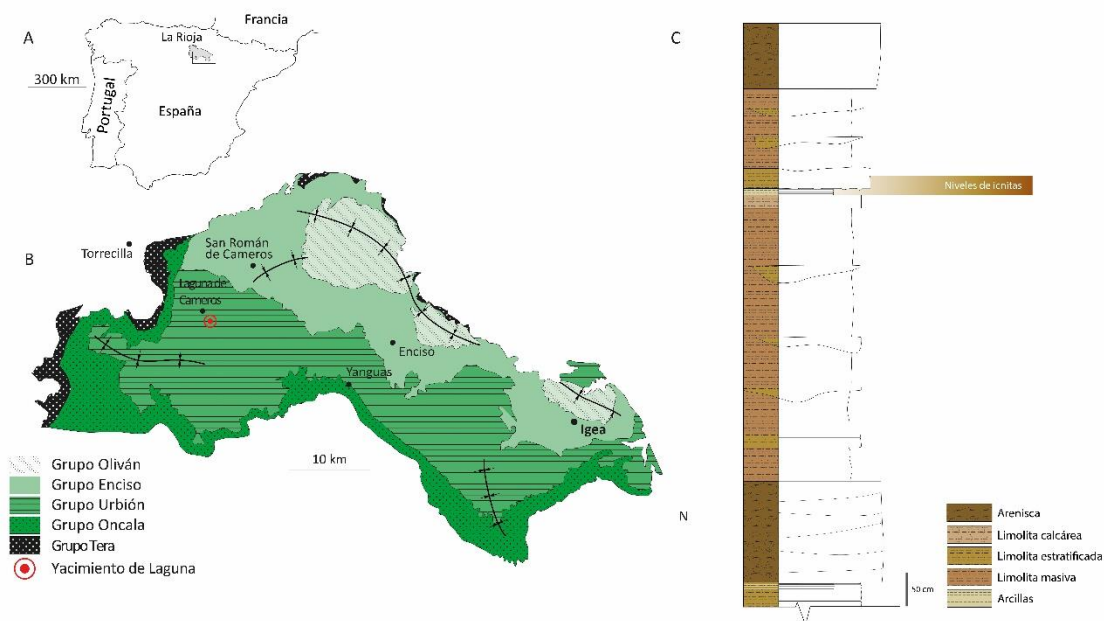 A
Francia
La Rioja
300 km
Portugal
España
B
Torrecilla
San Román
de Cameros
Laguna de
Cameros
Enciso
Yanguas
Igea
10 km
Grupo Oliván
Grupo Enciso
Grupo Urbión
Grupo Oncala
Grupo Tera
Yacimiento de Laguna
C
Niveles de icnitas
N
50 cm
Arenisca
Limolita calcárea
Limolita estratificada
Limolita masiva
Arcillas